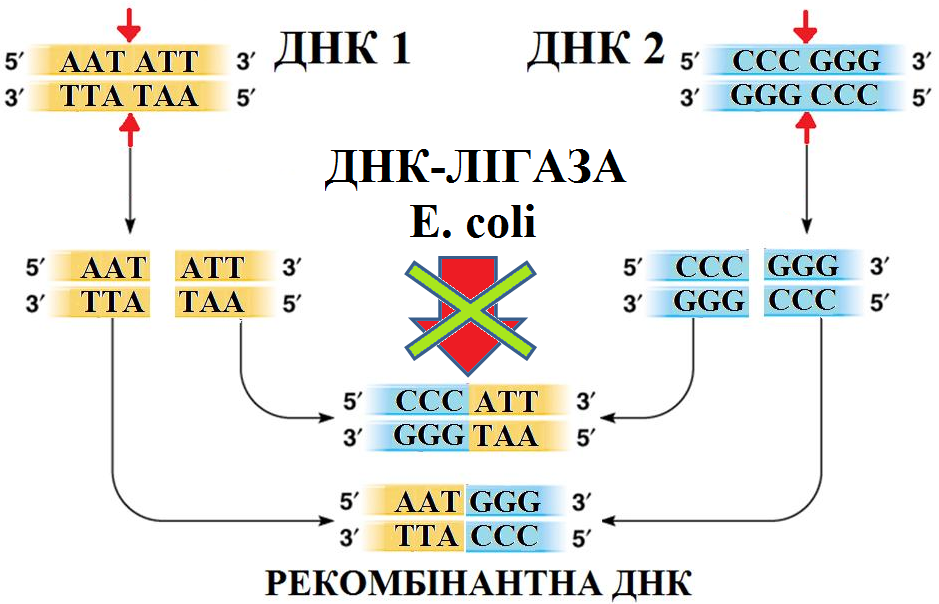 ДНК 1 ДНК 2
5′ AAT ATT 3′ 5′ CCC GGG 3′
3′ TTA TAA 5′ 3′ GGG CCC 5′
ДНК-ЛІГАЗА
E. coli
5′ AAT ATT 3′ 5′ CCC GGG 3′
3′ TTA TAA 5′ 3′ GGG CCC 5′
5′ CCC ATT 3′
3′ GGG TAA 5′
5′ AAT GGG 3′
3′ TTA CCC 5′
РЕКОМБІНАНТНА ДНК